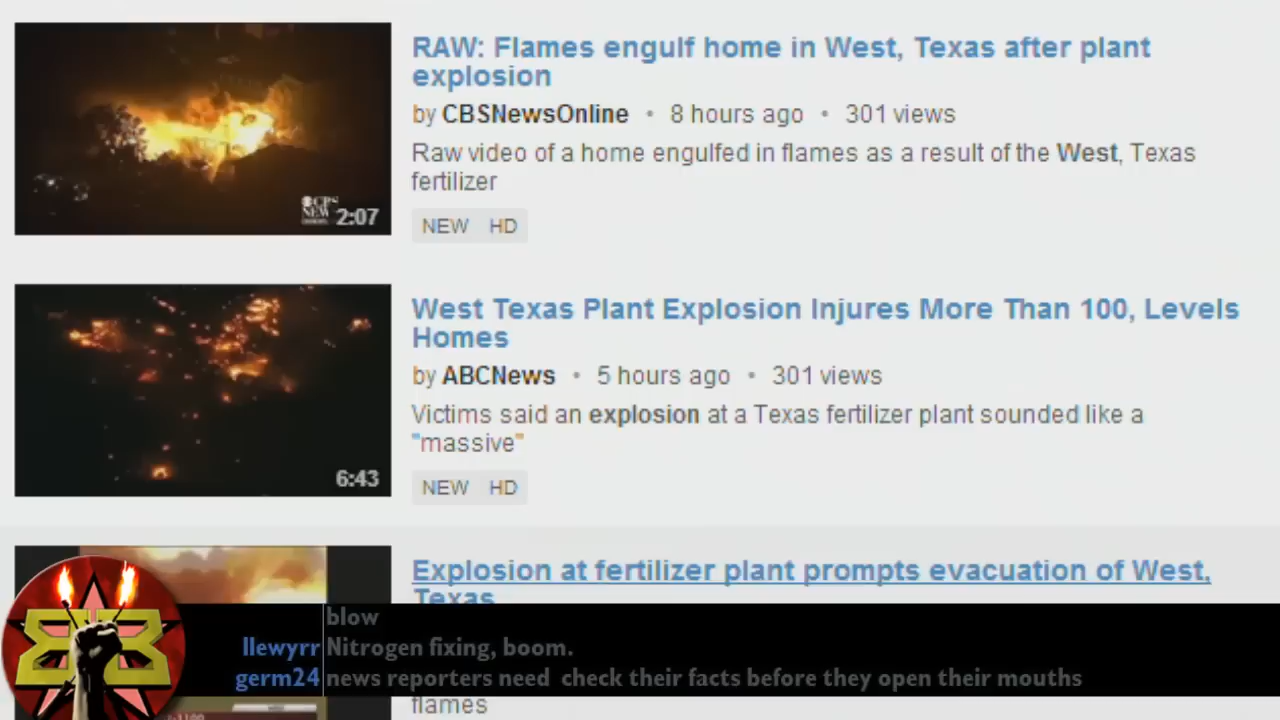 RAW: Flames engulf home in West, Texas after plant
explosion
by CBSNewsOnline • 8 hours ago • 301 views
Raw video of a home engulfed in flames as a result of the West, Texas
fertilizer
2:07
NEW HD
West Texas Plant Explosion Injures More Than 100, Levels
Homes
by ABCNews • 5 hours ago • 301 views
Victims said an explosion at a Texas fertilizer plant sounded like a
"massive"
6:43
NEW HD
Explosion at fertilizer plant prompts evacuation of West,
Texas
blow
llewyrr Nitrogen fixing, boom.
germ24 news reporters need check their facts before they open their mouths
flames